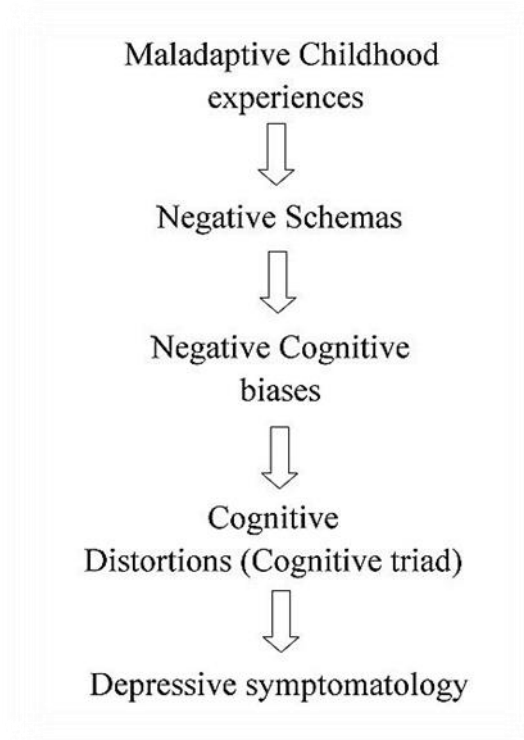 Maladaptive Childhood
experiences
Negative Schemas
Negative Cognitive
biases
Cognitive
Distortions (Cognitive triad)
Depressive symptomatology